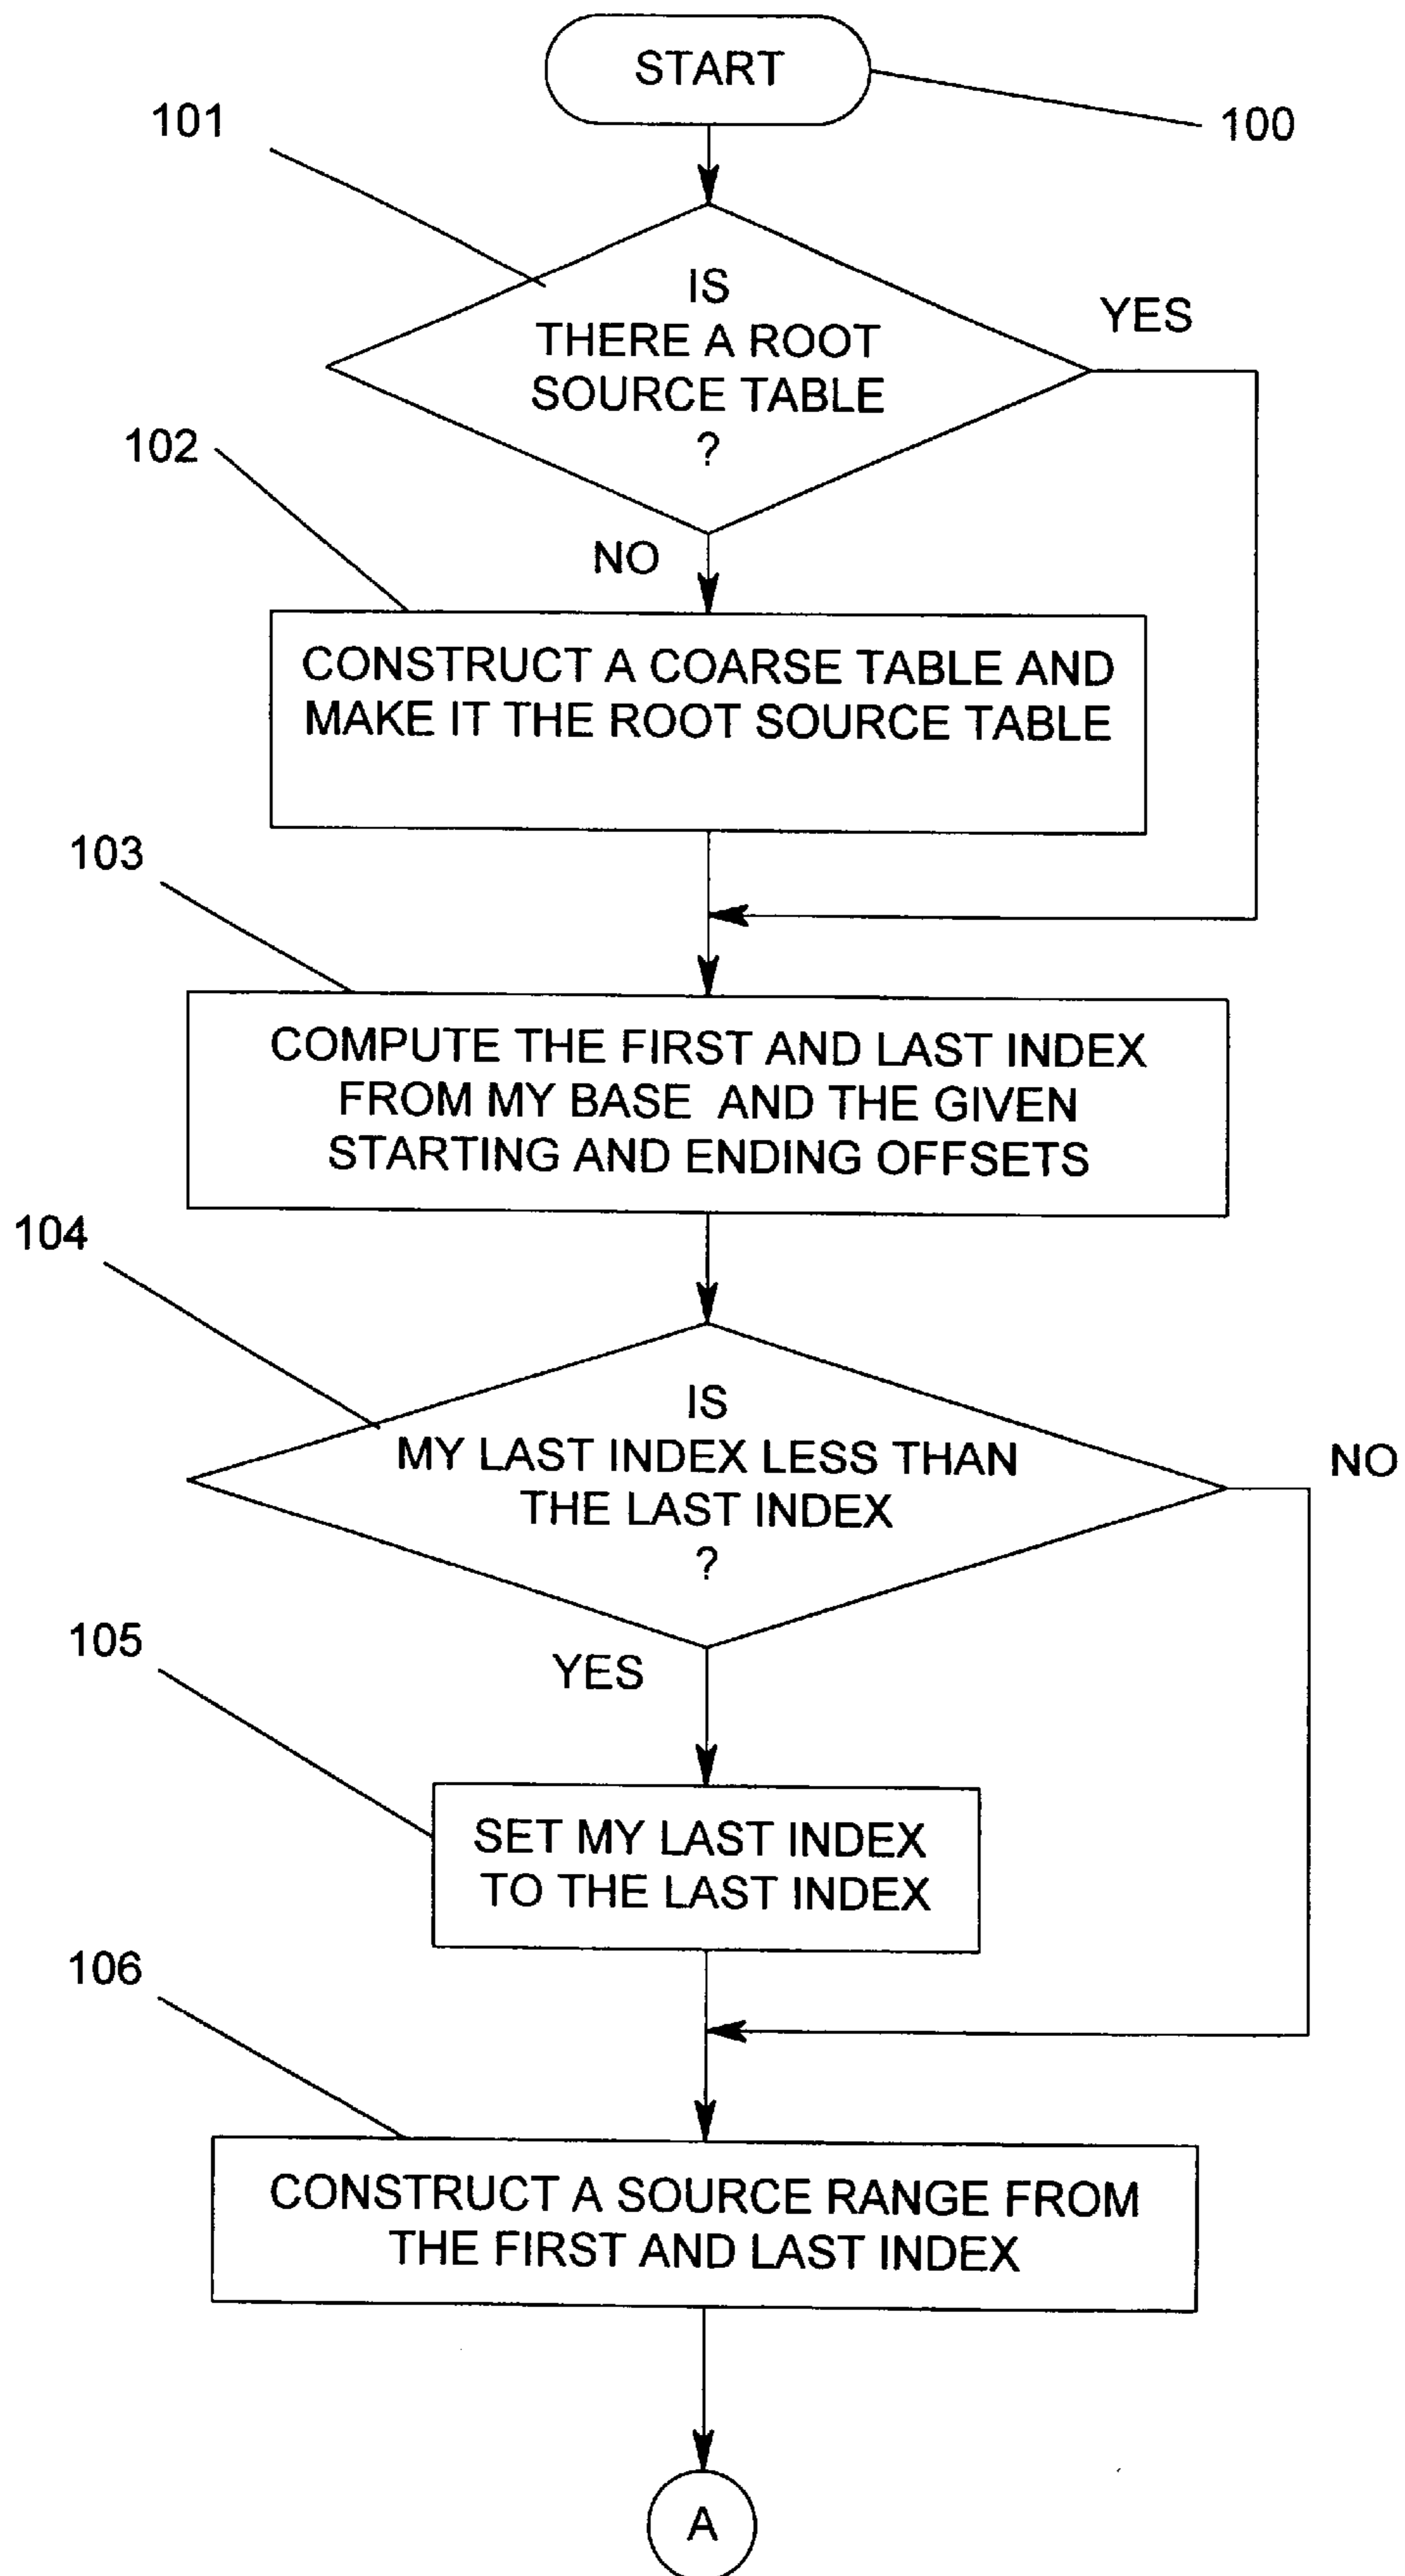 START
100
101
IS
THERE A ROOT
SOURCE TABLE
?
YES
102
NO
CONSTRUCT A COARSE TABLE AND
MAKE IT THE ROOT SOURCE TABLE
103
COMPUTE THE FIRST AND LAST INDEX
FROM MY BASE AND THE GIVEN
STARTING AND ENDING OFFSETS
104
IS
MY LAST INDEX LESS THAN
THE LAST INDEX
?
NO
105
YES
SET MY LAST INDEX
TO THE LAST INDEX
106
CONSTRUCT A SOURCE RANGE FROM
THE FIRST AND LAST INDEX
A